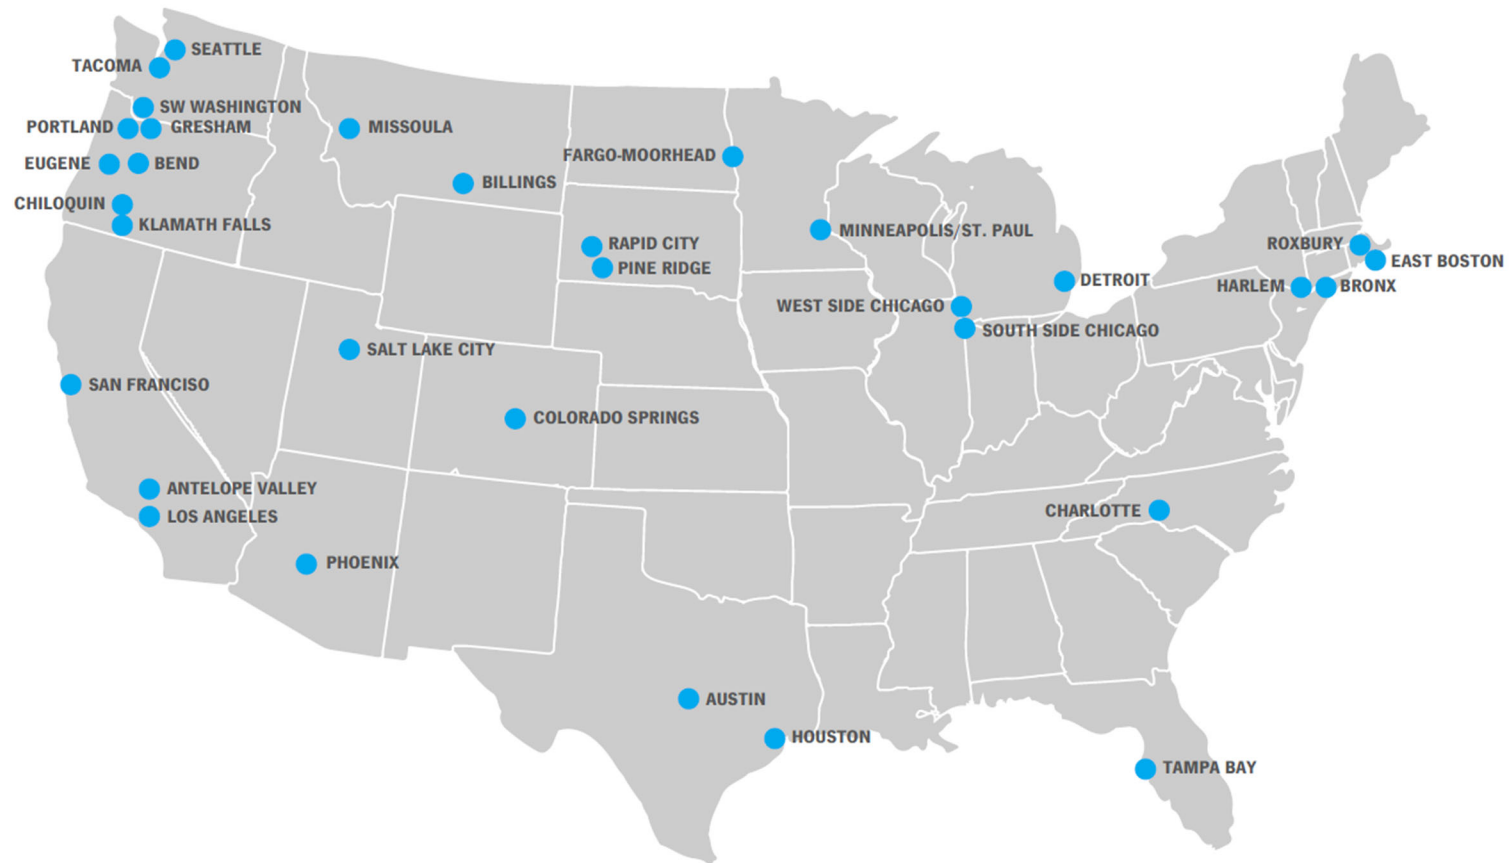 SEATTLE
TACOMA
SW WASHINGTON
PORTLAND
GRESHAM
MISSOULA
FARGO-MOORHEAD
EUGENE
BEND
BILLINGS
CHILOQUIN
KLAMATH FALLS
MINNEAPOLIS/ST. PAUL
RAPID CITY
ROXBURY
PINE RIDGE
EAST BOSTON
DETROIT
HARLEM
BRONX
WEST SIDE CHICAGO
SOUTH SIDE CHICAGO
SALT LAKE CITY
SAN FRANCISO
COLORADO SPRINGS
ANTELOPE VALLEY
CHARLOTTE
LOS ANGELES
PHOENIX
AUSTIN
HOUSTON
TAMPA BAY